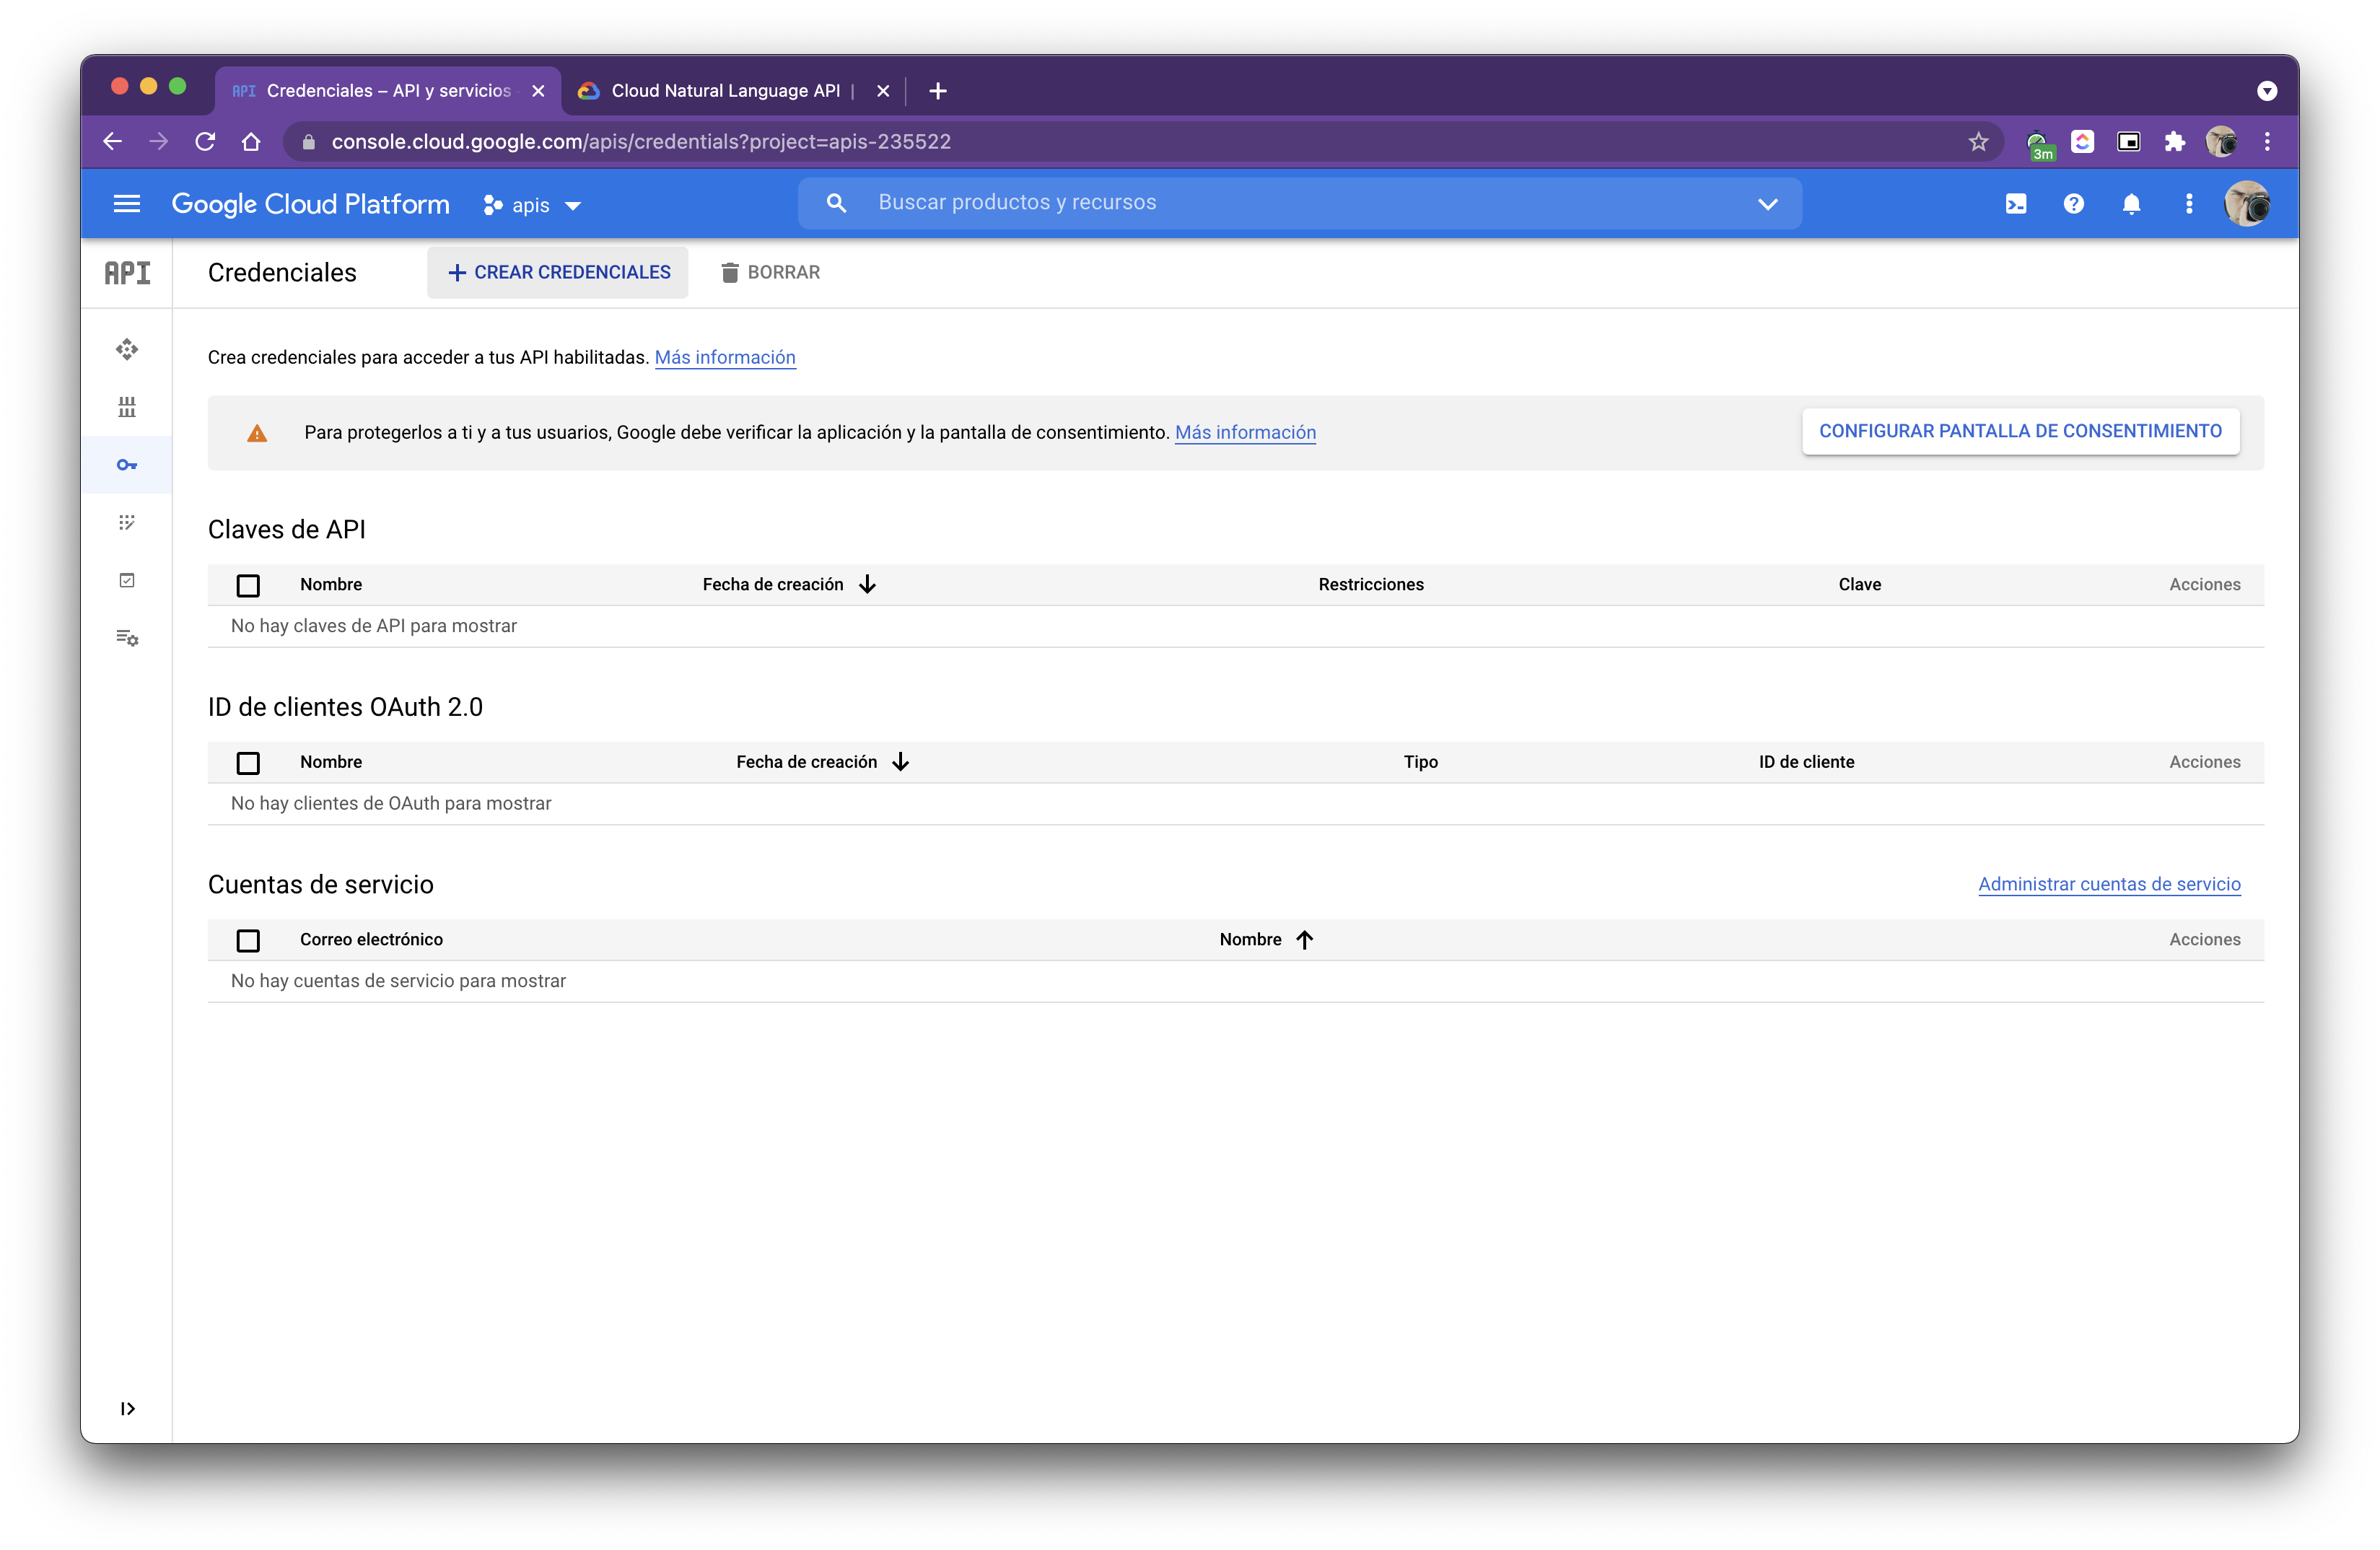 API Credenciales – API y servicios
Cloud Natural Language API |
console.cloud.google.com/apis/credentials?project=apis-235522
3m
Google Cloud Platform
apis
Buscar productos y recursos
API
Credenciales
+ CREAR CREDENCIALES
BORRAR
Crea credenciales para acceder a tus API habilitadas. Más información
Para protegerlos a ti y a tus usuarios, Google debe verificar la aplicación y la pantalla de consentimiento. Más información
CONFIGURAR PANTALLA DE CONSENTIMIENTO
Claves de API
Nombre Fecha de creación Restricciones Clave Acciones
No hay claves de API para mostrar
ID de clientes OAuth 2.0
Nombre Fecha de creación Tipo ID de cliente Acciones
No hay clientes de OAuth para mostrar
Cuentas de servicio
Administrar cuentas de servicio
Correo electrónico Nombre Acciones
No hay cuentas de servicio para mostrar